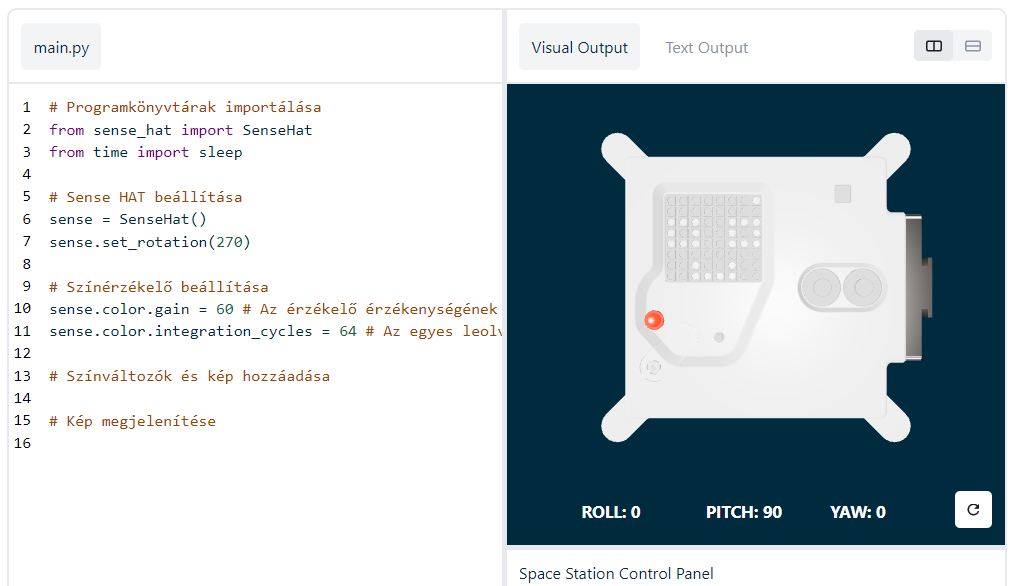 main.py
Visual Output
Text Output
1 # Programkönyvtárak importálása
2 from sense_hat import SenseHat
3 from time import sleep
4
5 # Sense HAT beállítása
6 sense = SenseHat()
7 sense.set_rotation(270)
8
9 # Színérzékelő beállítása
10 sense.color.gain = 60 # Az érzékelő érzékenységének
11 sense.color.integration_cycles = 64 # Az egyes leolv
12
13 # Színváltozók és kép hozzáadása
14
15 # Kép megjelenítése
16
ROLL: 0 PITCH: 90 YAW: 0
Space Station Control Panel